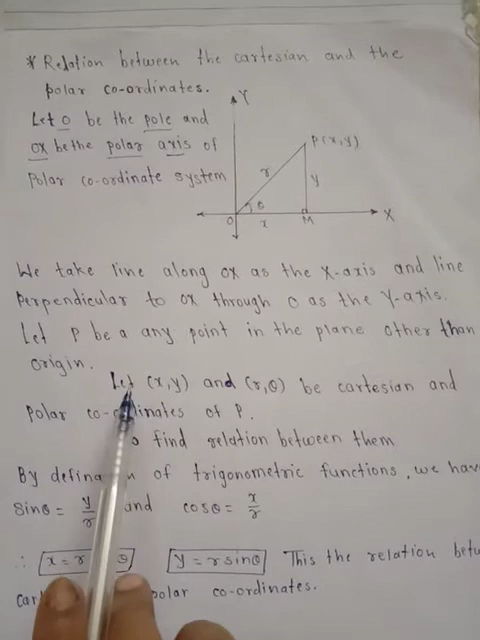 * Relation between the cartesian and the
polar co-ordinates.
Let O be the pole and
OX be the polar axis of
Polar co-ordinate system
Y
P(x,y)
r
y
θ
O
x
M
X
We take line along OX as the X-axis and line
Perpendicular to OX through O as the Y-axis.
Let P be a any point in the plane other than
origin.
Let (x,y) and (r,θ) be cartesian and
polar co-ordinates of P.
find relation between them
By of trigonometric functions, we have
sinθ = y/r and cosθ = x/r
∴ x = r θ y = r sinθ This the relation
polar co-ordinates.